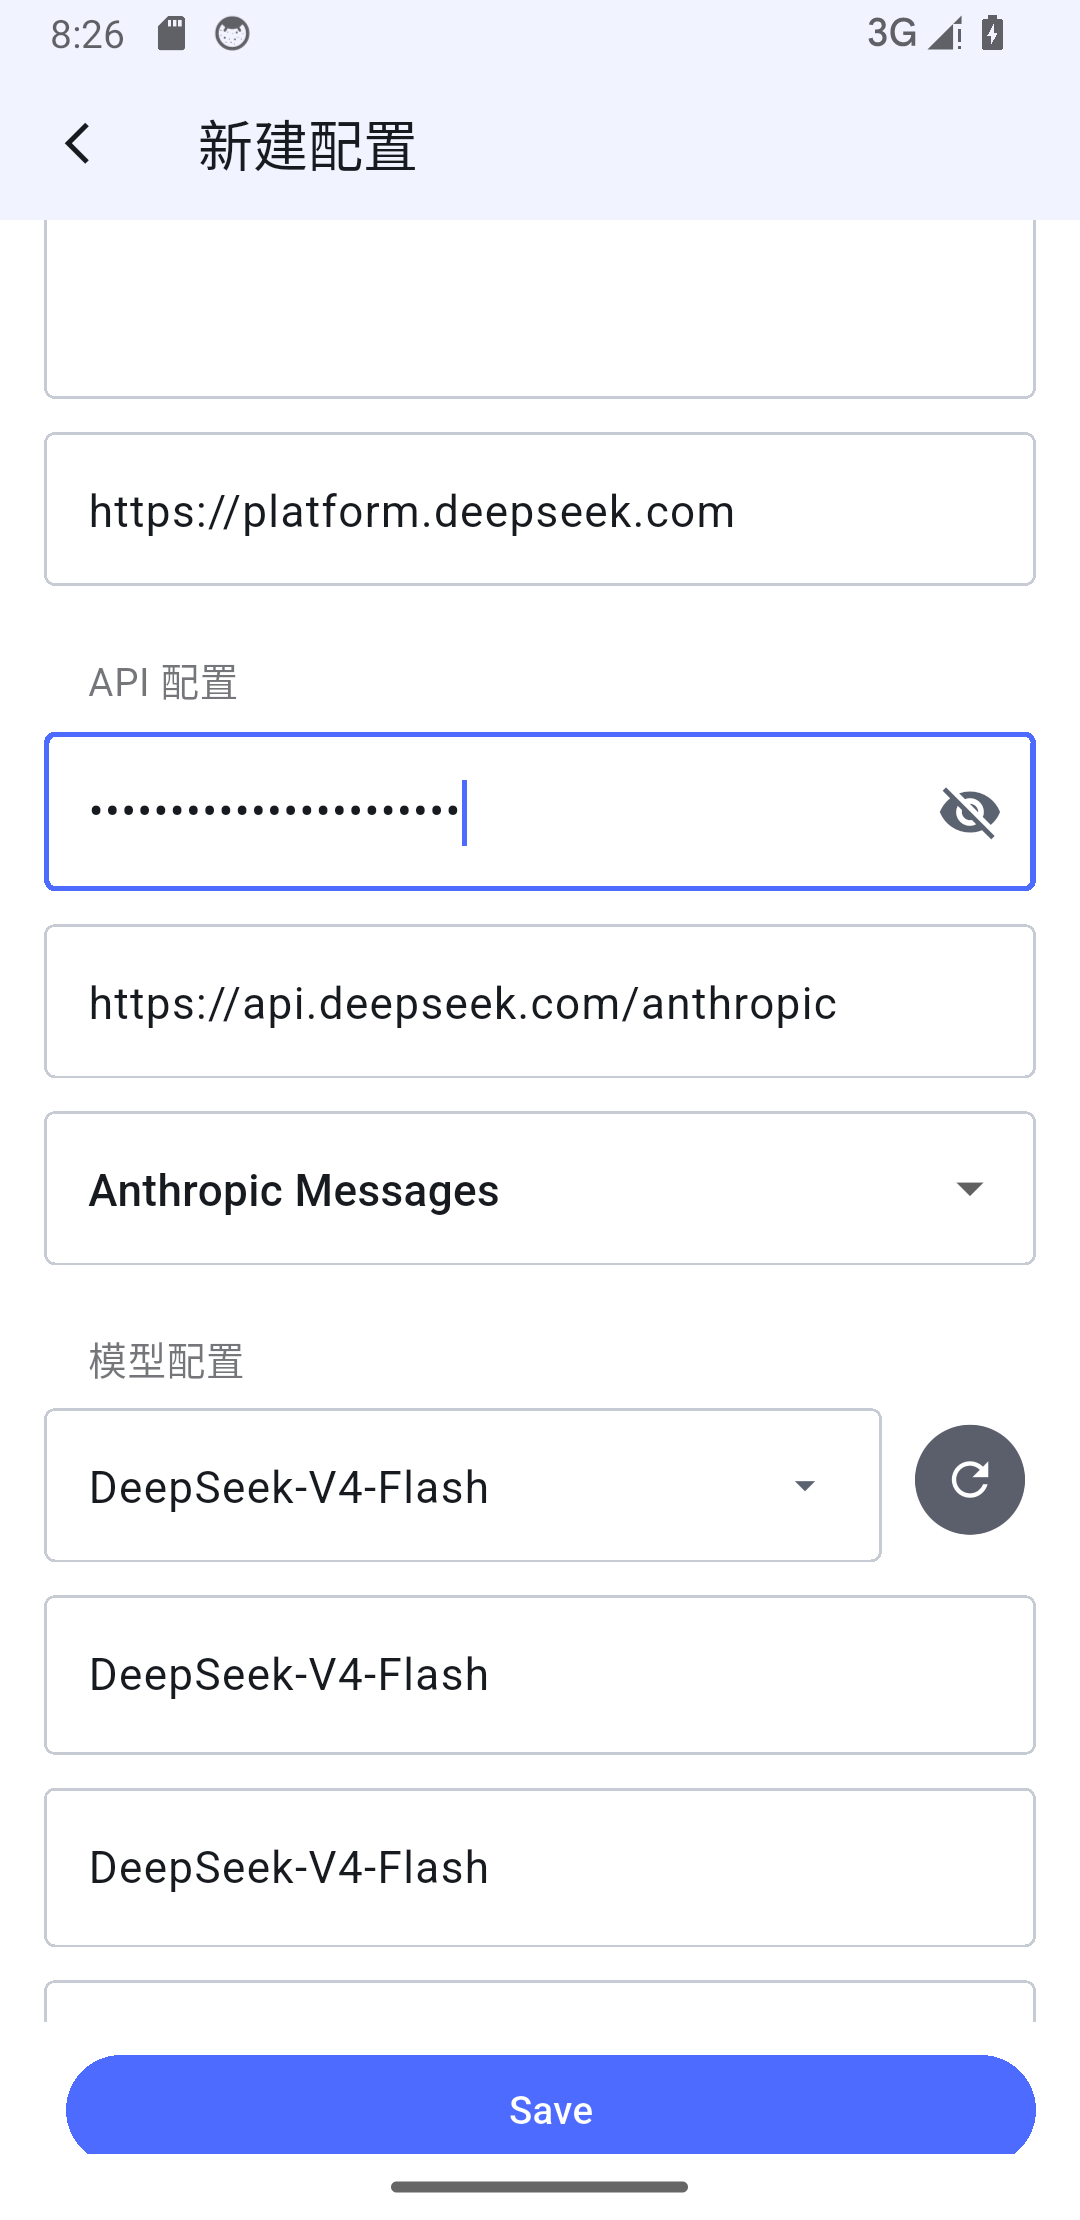 8:26
3G
新建配置
https://platform.deepseek.com
API 配置
•••••••••••••••••••••••
https://api.deepseek.com/anthropic
Anthropic Messages
模型配置
DeepSeek-V4-Flash
DeepSeek-V4-Flash
DeepSeek-V4-Flash
Save